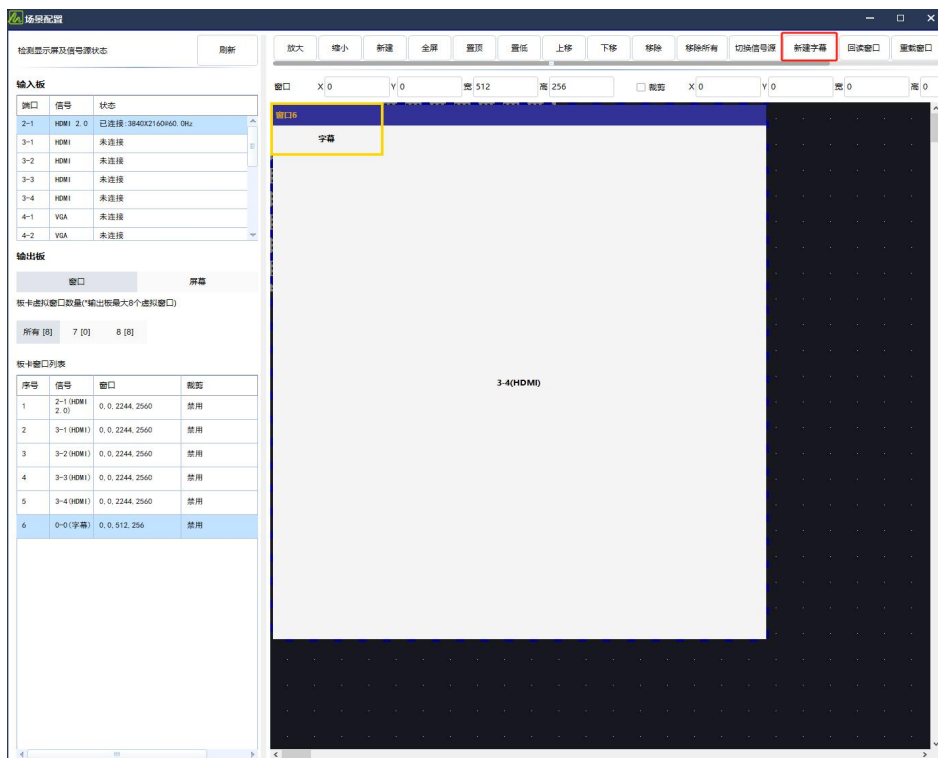 场景配置
检测显示屏及信号源状态 刷新
放大 缩小 新建 全屏 置顶 置低 上移 下移 移除 移除所有 切换信号源 新建字幕 回读窗口 重载窗口
窗口 X 0 Y 0 宽 512 高 256 裁剪 X 0 Y 0 宽 0 高 0
输入板
端口 信号 状态
2-1 HDMI 2.0 已连接:3840X2160@60.0Hz
3-1 HDMI 未连接
3-2 HDMI 未连接
3-3 HDMI 未连接
3-4 HDMI 未连接
4-1 VGA 未连接
4-2 VGA 未连接
输出板
窗口 屏幕
板卡虚拟窗口数量(*输出板最大8个虚拟窗口)
所有 [8] 7 [0] 8 [8]
板卡窗口列表
序号 信号 窗口 裁剪
1 2-1(HDMI 2.0) 0,0,2244,2560 禁用
2 3-1(HDMI) 0,0,2244,2560 禁用
3 3-2(HDMI) 0,0,2244,2560 禁用
4 3-3(HDMI) 0,0,2244,2560 禁用
5 3-4(HDMI) 0,0,2244,2560 禁用
6 0-0(字幕) 0,0,512,256 禁用
窗口6
字幕
3-4(HDMI)